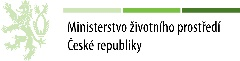 Ministerstvo životního prostředí
České republiky